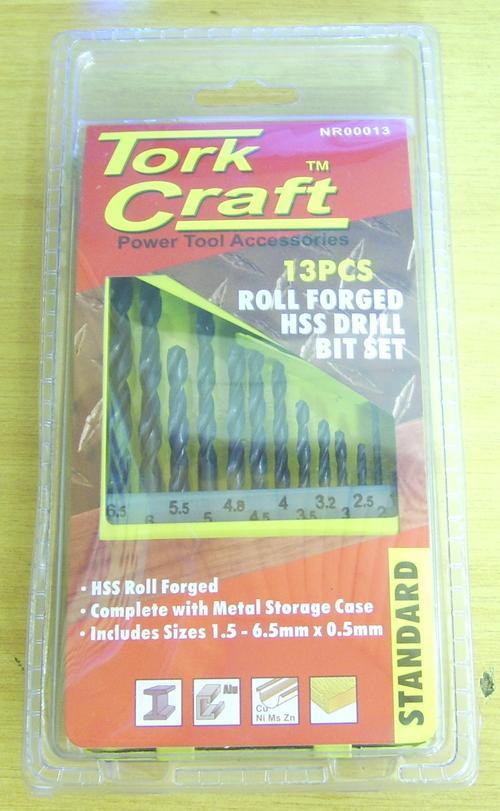 NR00013
Tork
Craft™
Power Tool Accessories
13PCS
ROLL FORGED
HSS DRILL
BIT SET
6.5 6 5.5 5 4.8 4.5 4 3.5 3.2 3 2.5 2
• HSS Roll Forged
• Complete with Metal Storage Case
• Includes Sizes 1.5 - 6.5mm x 0.5mm
STANDARD
Alu
Cu
Ni Ms Zn